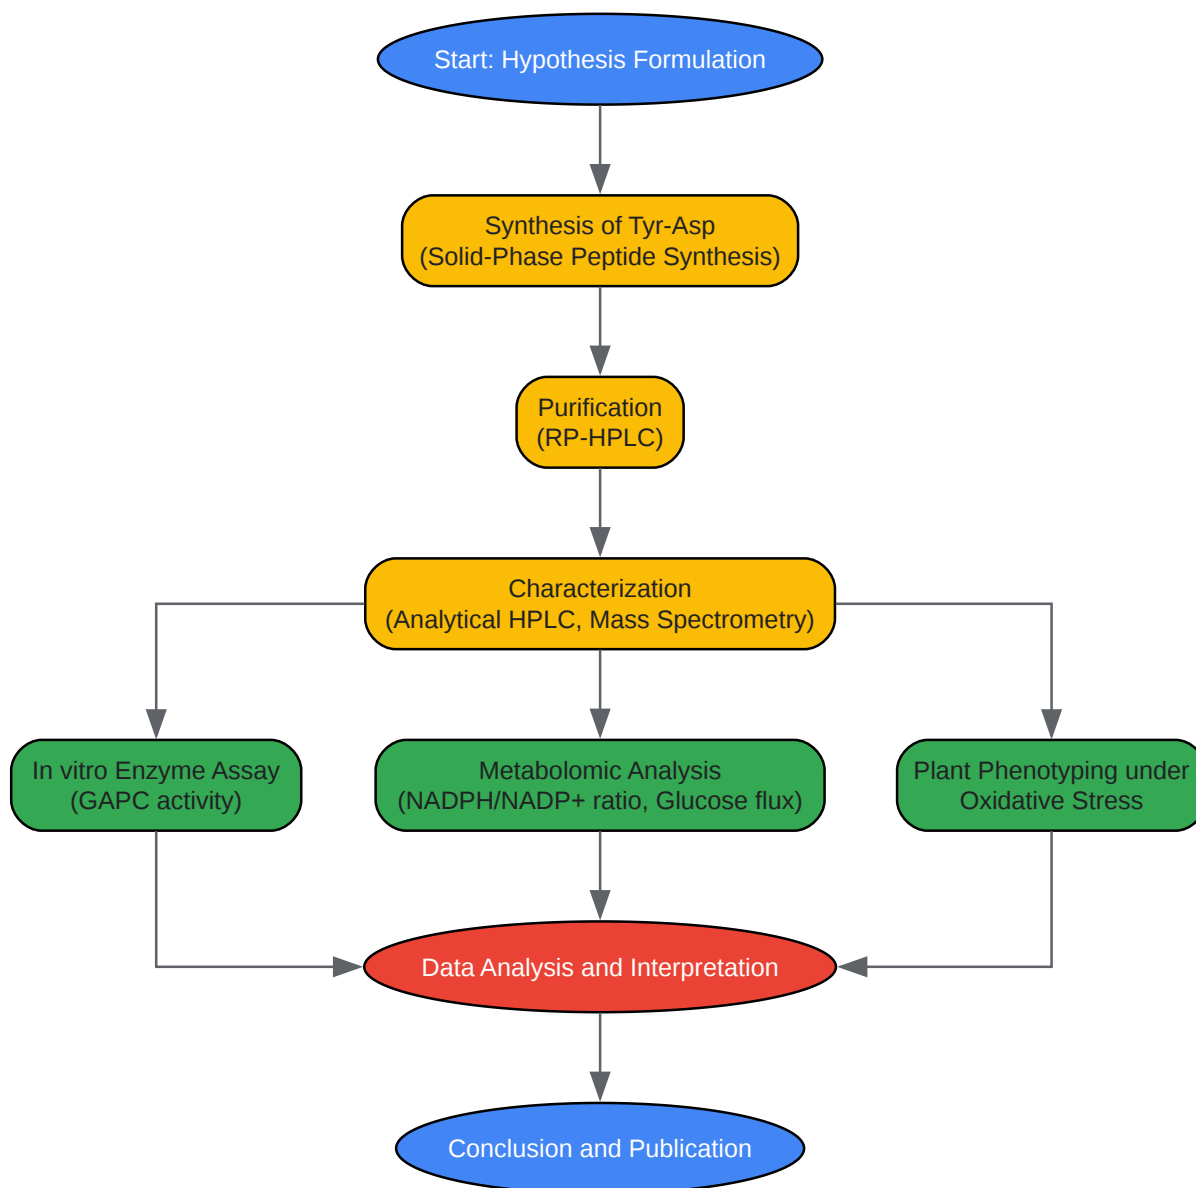 Start: Hypothesis Formulation
Synthesis of Tyr-Asp
(Solid-Phase Peptide Synthesis)
Purification
(RP-HPLC)
Characterization
(Analytical HPLC, Mass Spectrometry)
In vitro Enzyme Assay
(GAPC activity)
Metabolomic Analysis
(NADPH/NADP+ ratio, Glucose flux)
Plant Phenotyping under
Oxidative Stress
Data Analysis and Interpretation
Conclusion and Publication